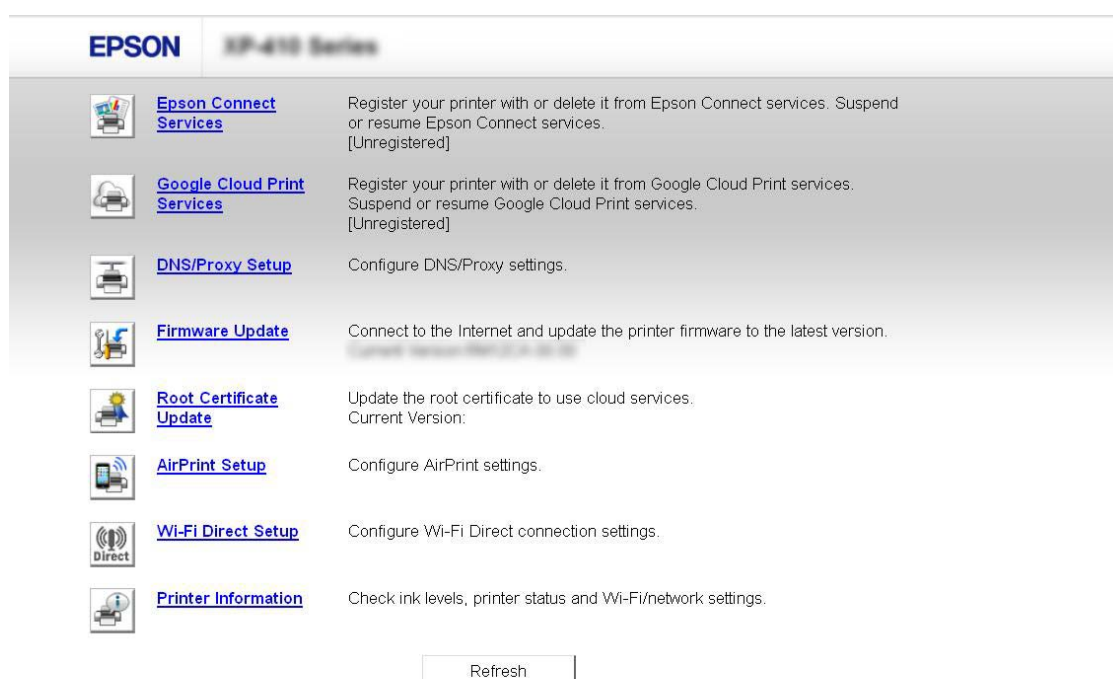 EPSON
XP-410 Series
Epson Connect
Services
Register your printer with or delete it from Epson Connect services. Suspend
or resume Epson Connect services.
[Unregistered]
Google Cloud Print
Services
Register your printer with or delete it from Google Cloud Print services.
Suspend or resume Google Cloud Print services.
[Unregistered]
DNS/Proxy Setup
Configure DNS/Proxy settings.
Firmware Update
Connect to the Internet and update the printer firmware to the latest version.
Current Version
Root Certificate
Update
Update the root certificate to use cloud services.
Current Version:
AirPrint Setup
Configure AirPrint settings.
Direct
Wi-Fi Direct Setup
Configure Wi-Fi Direct connection settings.
Printer Information
Check ink levels, printer status and Wi-Fi/network settings.
Refresh